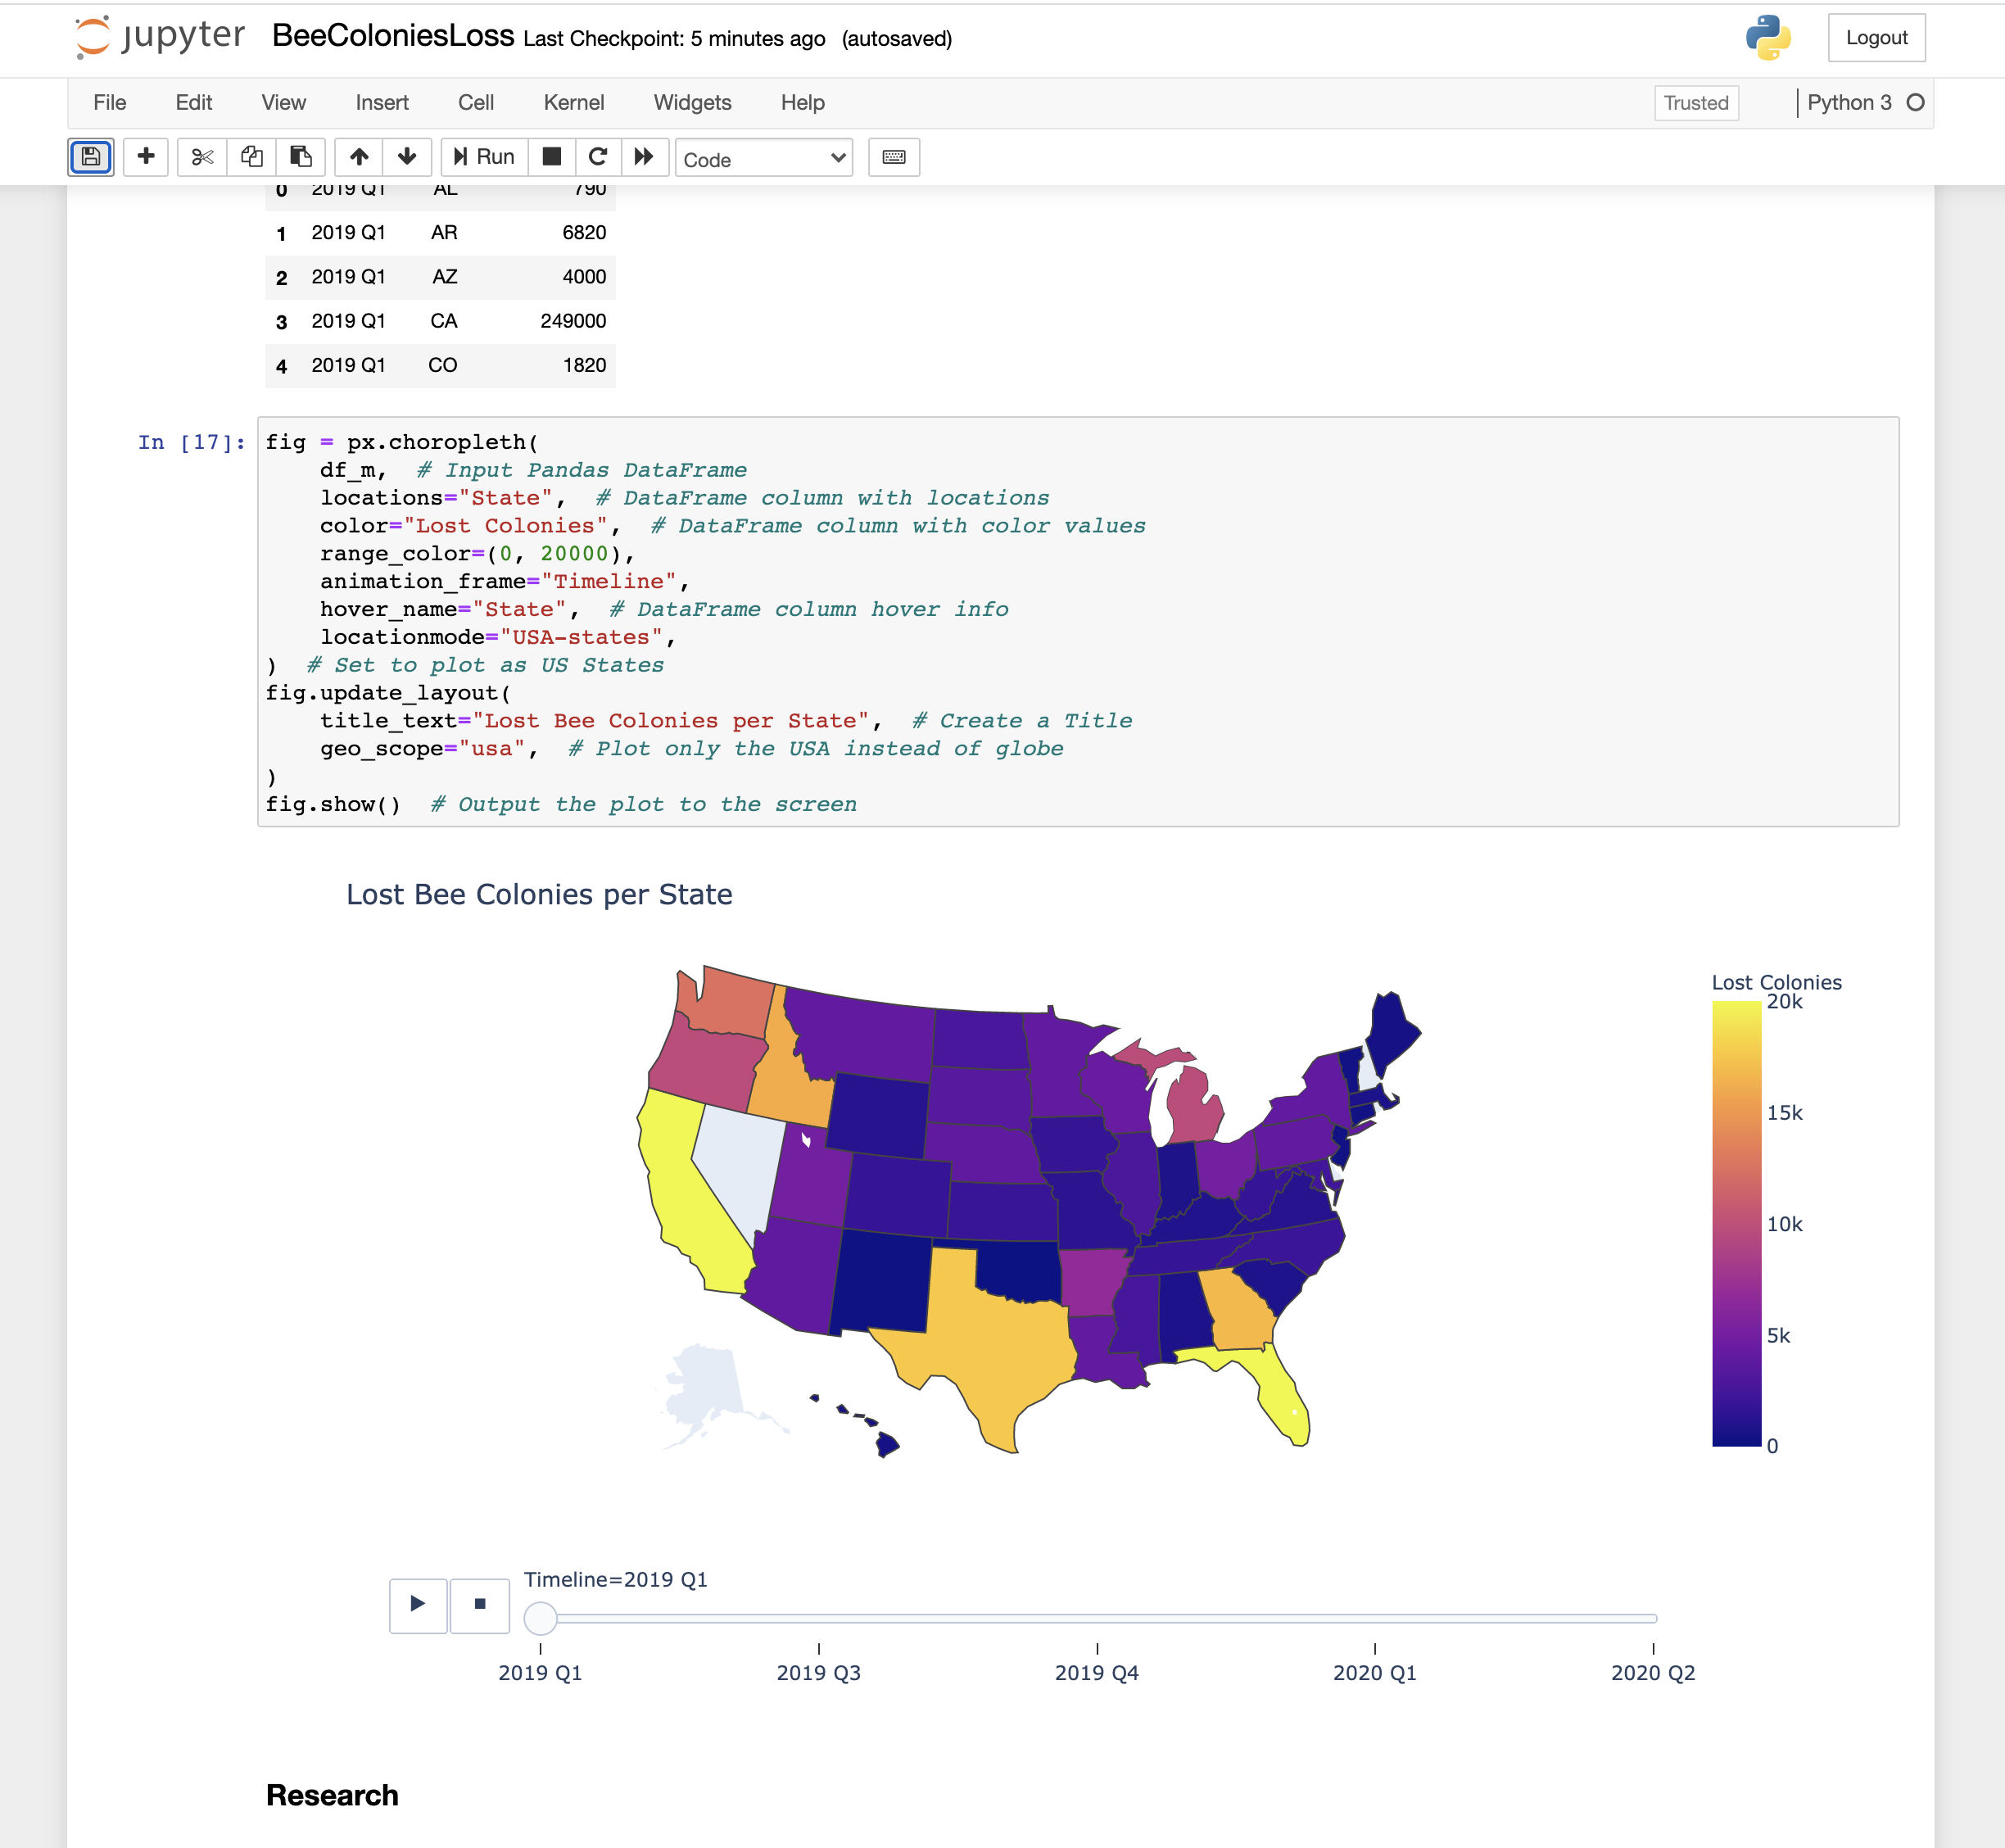 jupyter BeeColoniesLoss Last Checkpoint: 5 minutes ago (autosaved) Logout
File Edit View Insert Cell Kernel Widgets Help Trusted Python 3
Run Code
0 2019 Q1 AL 790
1 2019 Q1 AR 6820
2 2019 Q1 AZ 4000
3 2019 Q1 CA 249000
4 2019 Q1 CO 1820
In [17]: fig = px.choropleth(
df_m,  # Input Pandas DataFrame
locations="State",  # DataFrame column with locations
color="Lost Colonies",  # DataFrame column with color values
range_color=(0, 20000),
animation_frame="Timeline",
hover_name="State",  # DataFrame column hover info
locationmode="USA-states",
)  # Set to plot as US States
fig.update_layout(
title_text="Lost Bee Colonies per State",  # Create a Title
geo_scope="usa",  # Plot only the USA instead of globe
)
fig.show()  # Output the plot to the screen
Lost Bee Colonies per State
Lost Colonies
20k
15k
10k
5k
0
Timeline=2019 Q1
2019 Q1 2019 Q3 2019 Q4 2020 Q1 2020 Q2
Research